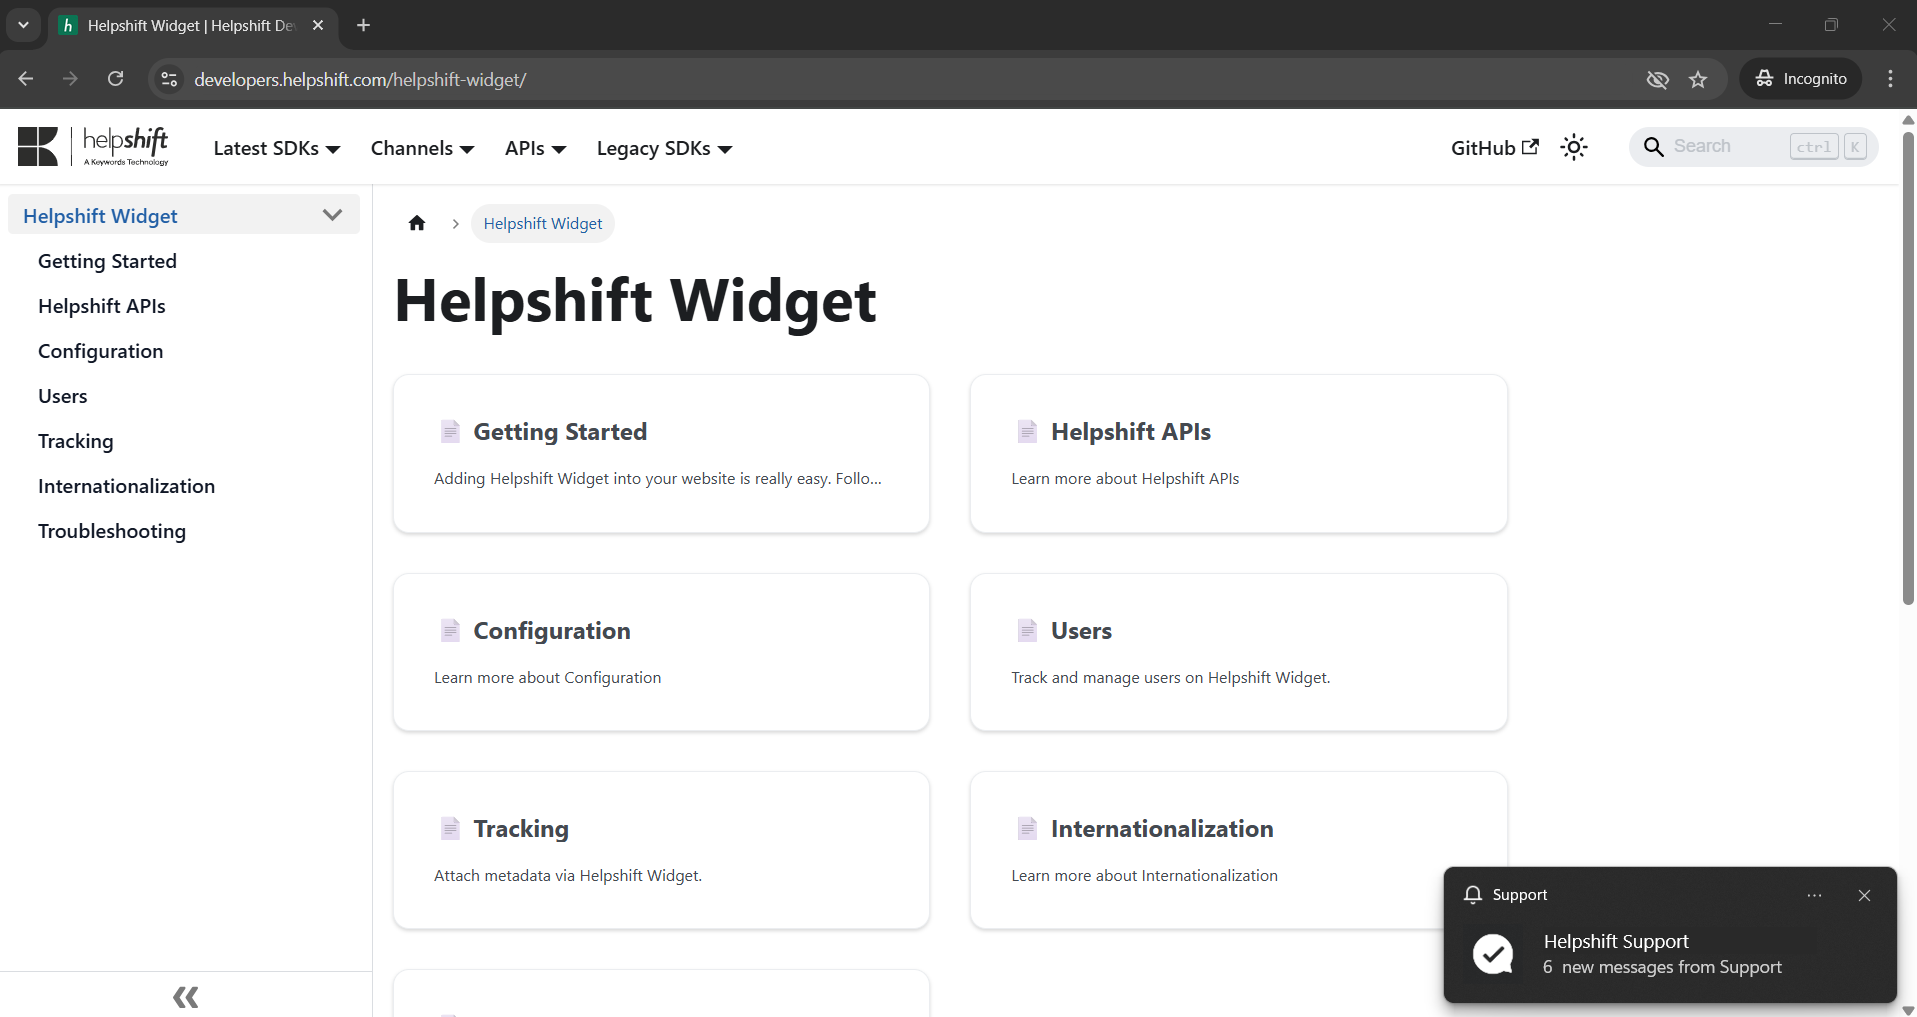 Helpshift Widget | Helpshift De
developers.helpshift.com/helpshift-widget/
Incognito
helpshift
A Keywords Technology
Latest SDKs
Channels
APIs
Legacy SDKs
GitHub
Search
ctrl
K
Helpshift Widget
Getting Started
Helpshift APIs
Configuration
Users
Tracking
Internationalization
Troubleshooting
Helpshift Widget
Helpshift Widget
Getting Started
Adding Helpshift Widget into your website is really easy. Follo...
Helpshift APIs
Learn more about Helpshift APIs
Configuration
Learn more about Configuration
Users
Track and manage users on Helpshift Widget.
Tracking
Attach metadata via Helpshift Widget.
Internationalization
Learn more about Internationalization
Support
Helpshift Support
6 new messages from Support